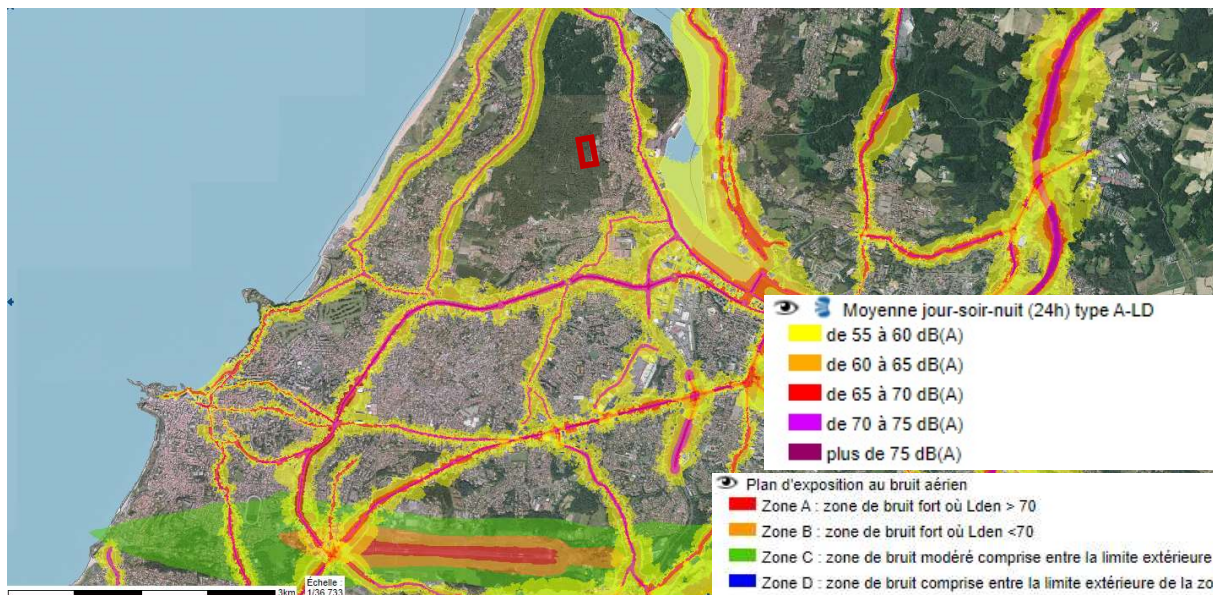 Moyenne jour-soir-nuit (24h) type A-LD
de 55 à 60 dB(A)
de 60 à 65 dB(A)
de 65 à 70 dB(A)
de 70 à 75 dB(A)
plus de 75 dB(A)
Plan d'exposition au bruit aérien
Zone A : zone de bruit fort où Lden > 70
Zone B : zone de bruit fort où Lden <70
Zone C : zone de bruit modéré comprise entre la limite extérieure
Zone D : zone de bruit comprise entre la limite extérieure de la zo
Échelle :
3km 1/36 733